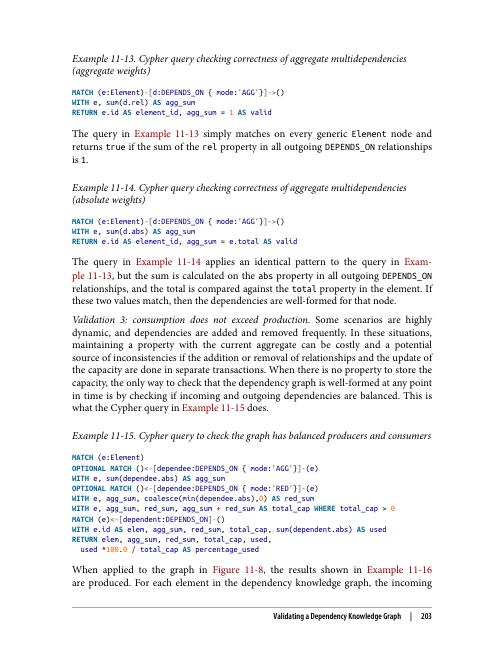 Example 11-13. Cypher query checking correctness of aggregate multidependencies
(aggregate weights)
MATCH (e:Element)-[d:DEPENDS_ON { mode:'AGG'}]->()
WITH e, sum(d.rel) AS agg_sum
RETURN e.id AS element_id, agg_sum = 1 AS valid
The query in Example 11-13 simply matches on every generic Element node and
returns true if the sum of the rel property in all outgoing DEPENDS_ON relationships
is 1.
Example 11-14. Cypher query checking correctness of aggregate multidependencies
(absolute weights)
MATCH (e:Element)-[d:DEPENDS_ON { mode:'AGG'}]->()
WITH e, sum(d.abs) AS agg_sum
RETURN e.id AS element_id, agg_sum = e.total AS valid
The query in Example 11-14 applies an identical pattern to the query in Exam-
ple 11-13, but the sum is calculated on the abs property in all outgoing DEPENDS_ON
relationships, and the total is compared against the total property in the element. If
these two values match, then the dependencies are well-formed for that node.
Validation 3: consumption does not exceed production. Some scenarios are highly
dynamic, and dependencies are added and removed frequently. In these situations,
maintaining a property with the current aggregate can be costly and a potential
source of inconsistencies if the addition or removal of relationships and the update of
the capacity are done in separate transactions. When there is no property to store the
capacity, the only way to check that the dependency graph is well-formed at any point
in time is by checking if incoming and outgoing dependencies are balanced. This is
what the Cypher query in Example 11-15 does.
Example 11-15. Cypher query to check the graph has balanced producers and consumers
MATCH (e:Element)
OPTIONAL MATCH ()<-[dependee:DEPENDS_ON { mode:'AGG'}]-(e)
WITH e, sum(dependee.abs) AS agg_sum
OPTIONAL MATCH ()<-[dependee:DEPENDS_ON { mode:'RED'}]-(e)
WITH e, agg_sum, coalesce(min(dependee.abs),0) AS red_sum
WITH e, agg_sum, red_sum, agg_sum + red_sum AS total_cap WHERE total_cap > 0
MATCH (e)<-[dependent:DEPENDS_ON]-()
WITH e.id AS elem, agg_sum, red_sum, total_cap, sum(dependent.abs) AS used
RETURN elem, agg_sum, red_sum, total_cap, used,
used *100.0 / total_cap AS percentage_used
When applied to the graph in Figure 11-8, the results shown in Example 11-16
are produced. For each element in the dependency knowledge graph, the incoming
Validating a Dependency Knowledge Graph | 203